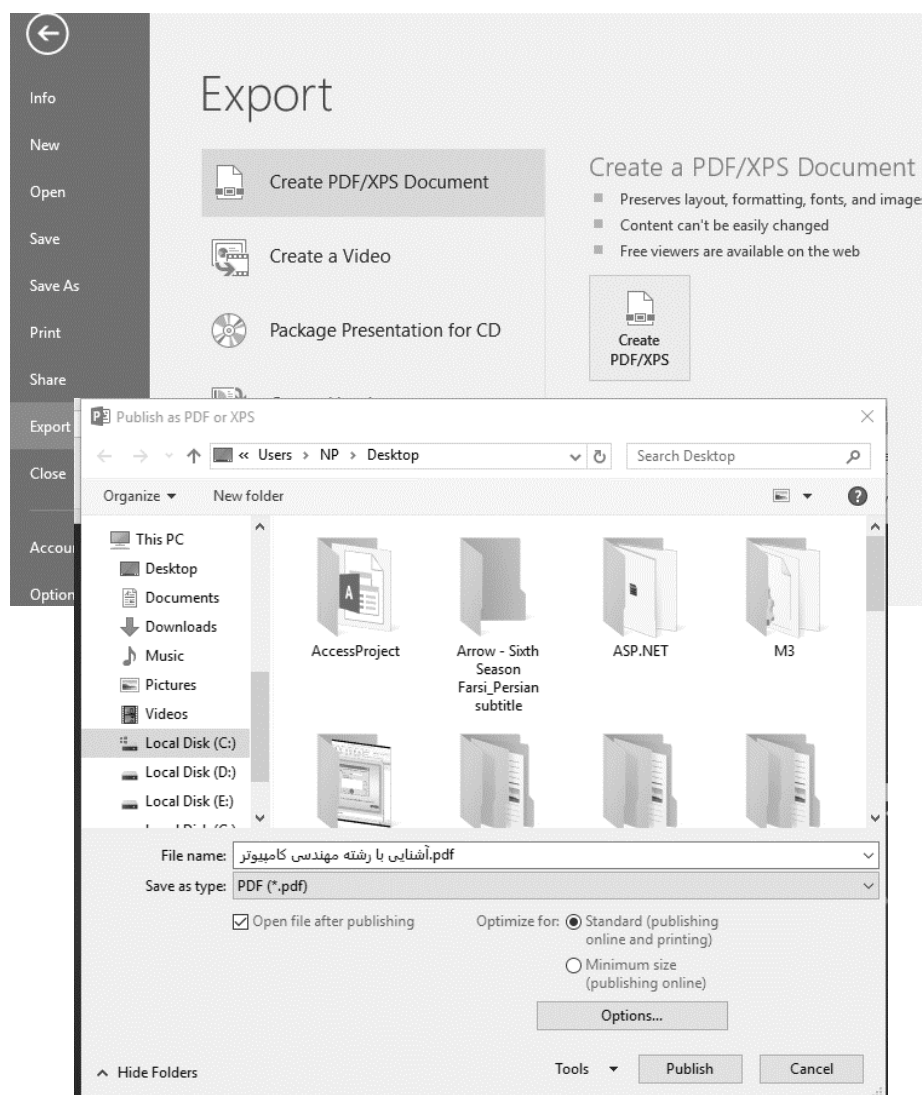 Info
New
Open
Save
Save As
Print
Share
Export
Close
Export
Create PDF/XPS Document
Create a Video
Package Presentation for CD
Create a PDF/XPS Document
Preserves layout, formatting, fonts, and image
Content can't be easily changed
Free viewers are available on the web
Create
PDF/XPS
Publish as PDF or XPS
« Users > NP > Desktop
Search Desktop
Organize
New folder
This PC
Desktop
Documents
Downloads
Music
Pictures
Videos
Local Disk (C:)
Local Disk (D:)
Local Disk (E:)
AccessProject
Arrow - Sixth
Season
Farsi_Persian
subtitle
ASP.NET
M3
File name: آشنایی با رشته مهندسی کامپیوتر.pdf
Save as type: PDF (*.pdf)
Open file after publishing
Optimize for: Standard (publishing
online and printing)
Minimum size
(publishing online)
Options...
Hide Folders
Tools
Publish
Cancel